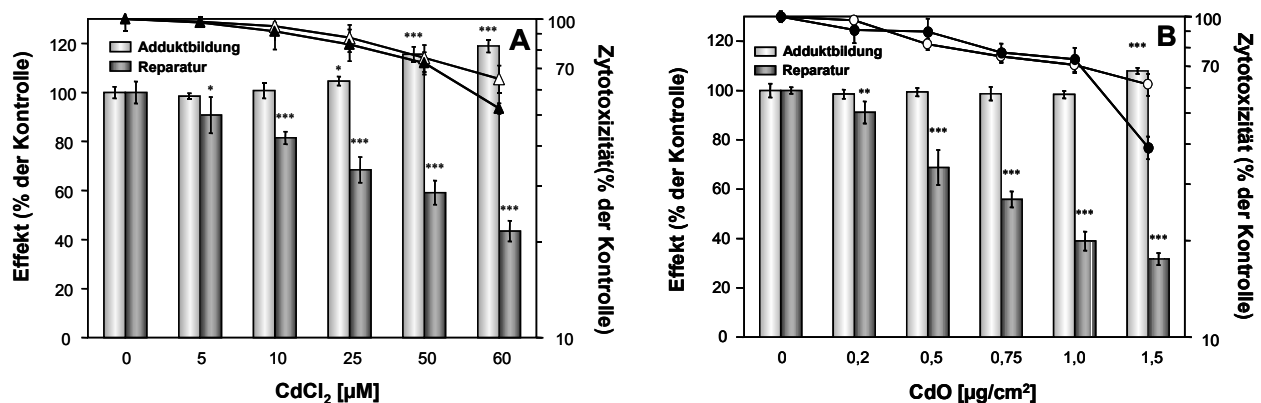 A
Adduktbildung
Reparatur
Effekt (% der Kontrolle)
120
100
80
60
40
20
0
*
***
***
*
***
***
***
***
0 5 10 25 50 60
CdCl₂ [µM]
100
70
10
Zytotoxizität(% der Kontrolle)
B
Adduktbildung
Reparatur
Effekt (% der Kontrolle)
120
100
80
60
40
20
0
**
***
***
***
***
***
0 0,2 0,5 0,75 1,0 1,5
CdO [µg/cm²]
100
70
10
Zytotoxizität (% der Kontrolle)